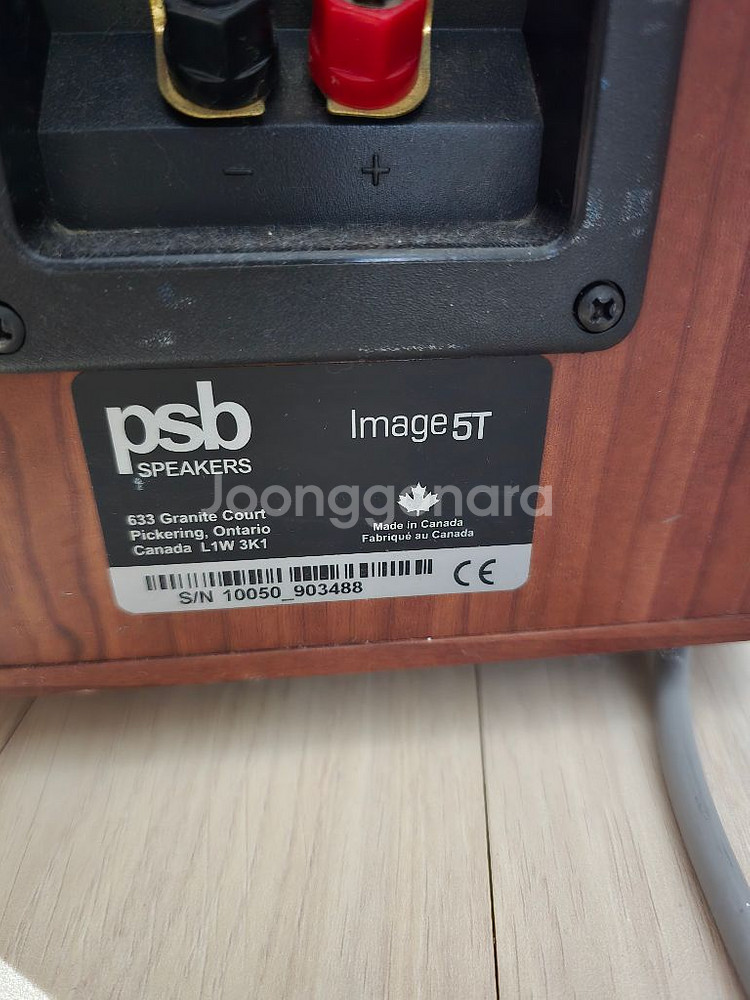 − +
psb
SPEAKERS
Image 5T
Joonggonara
633 Granite Court
Pickering, Ontario
Canada L1W 3K1
Made in Canada
Fabriqué au Canada
CE
S/N 10050_903488